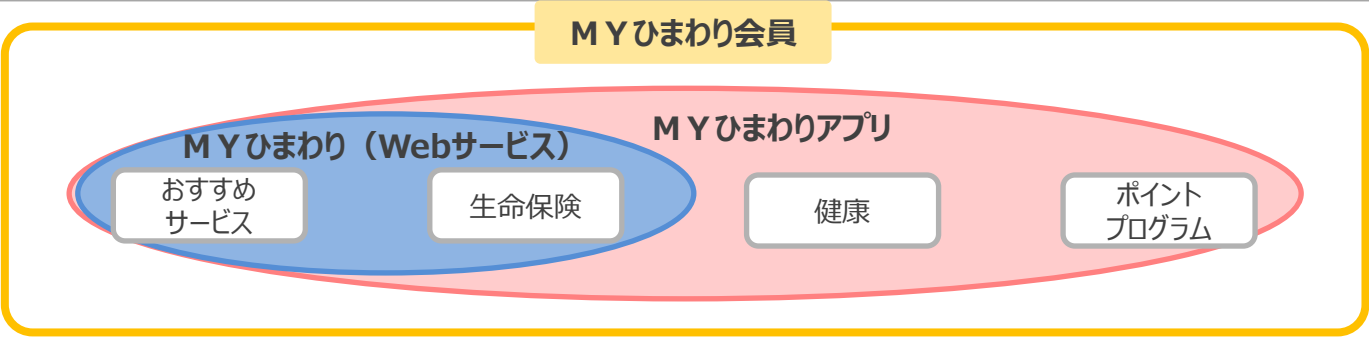 ＭＹひまわり会員
ＭＹひまわりアプリ
ＭＹひまわり（Webサービス）
おすすめ
サービス
生命保険
健康
ポイント
プログラム